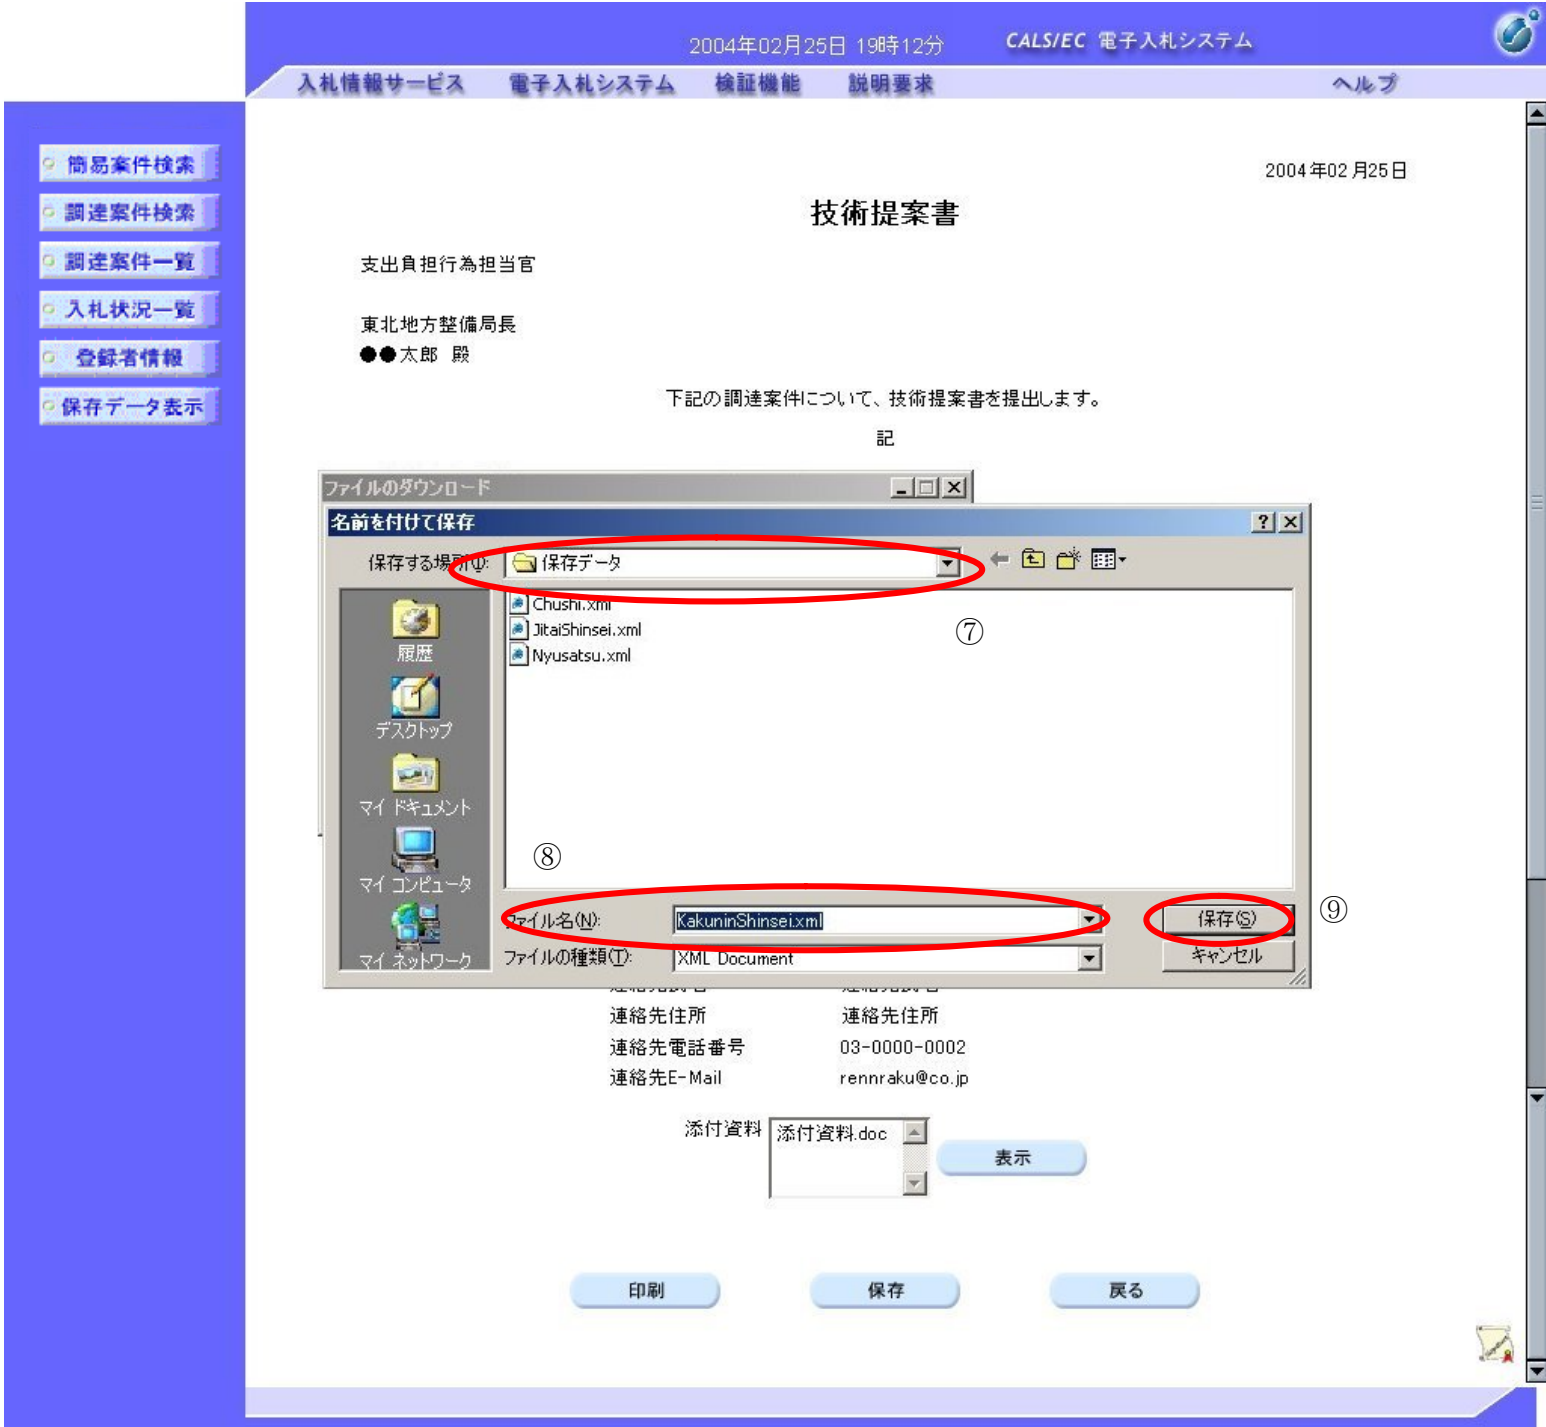 2004年02月25日 19時12分
CALS/EC 電子入札システム
入札情報サービス 電子入札システム 検証機能 説明要求 ヘルプ
簡易案件検索
調達案件検索
調達案件一覧
入札状況一覧
登録者情報
保存データ表示
2004年02月25日
技術提案書
支出負担行為担当官
東北地方整備局長
●●太郎 殿
下記の調達案件について、技術提案書を提出します。
記
ファイルのダウンロード
名前を付けて保存
保存する場所(I): 保存データ
履歴
デスクトップ
マイ ドキュメント
マイ コンピュータ
マイ ネットワーク
Chushi.xml
JitaiShinsei.xml
Nyusatsu.xml
⑦
⑧
ファイル名(N): KakuninShinsei.xml 保存(S)
⑨
ファイルの種類(T): XML Document キャンセル
連絡先住所 連絡先住所
連絡先電話番号 03-0000-0002
連絡先E-Mail rennraku@co.jp
添付資料 添付資料.doc
表示
印刷 保存 戻る